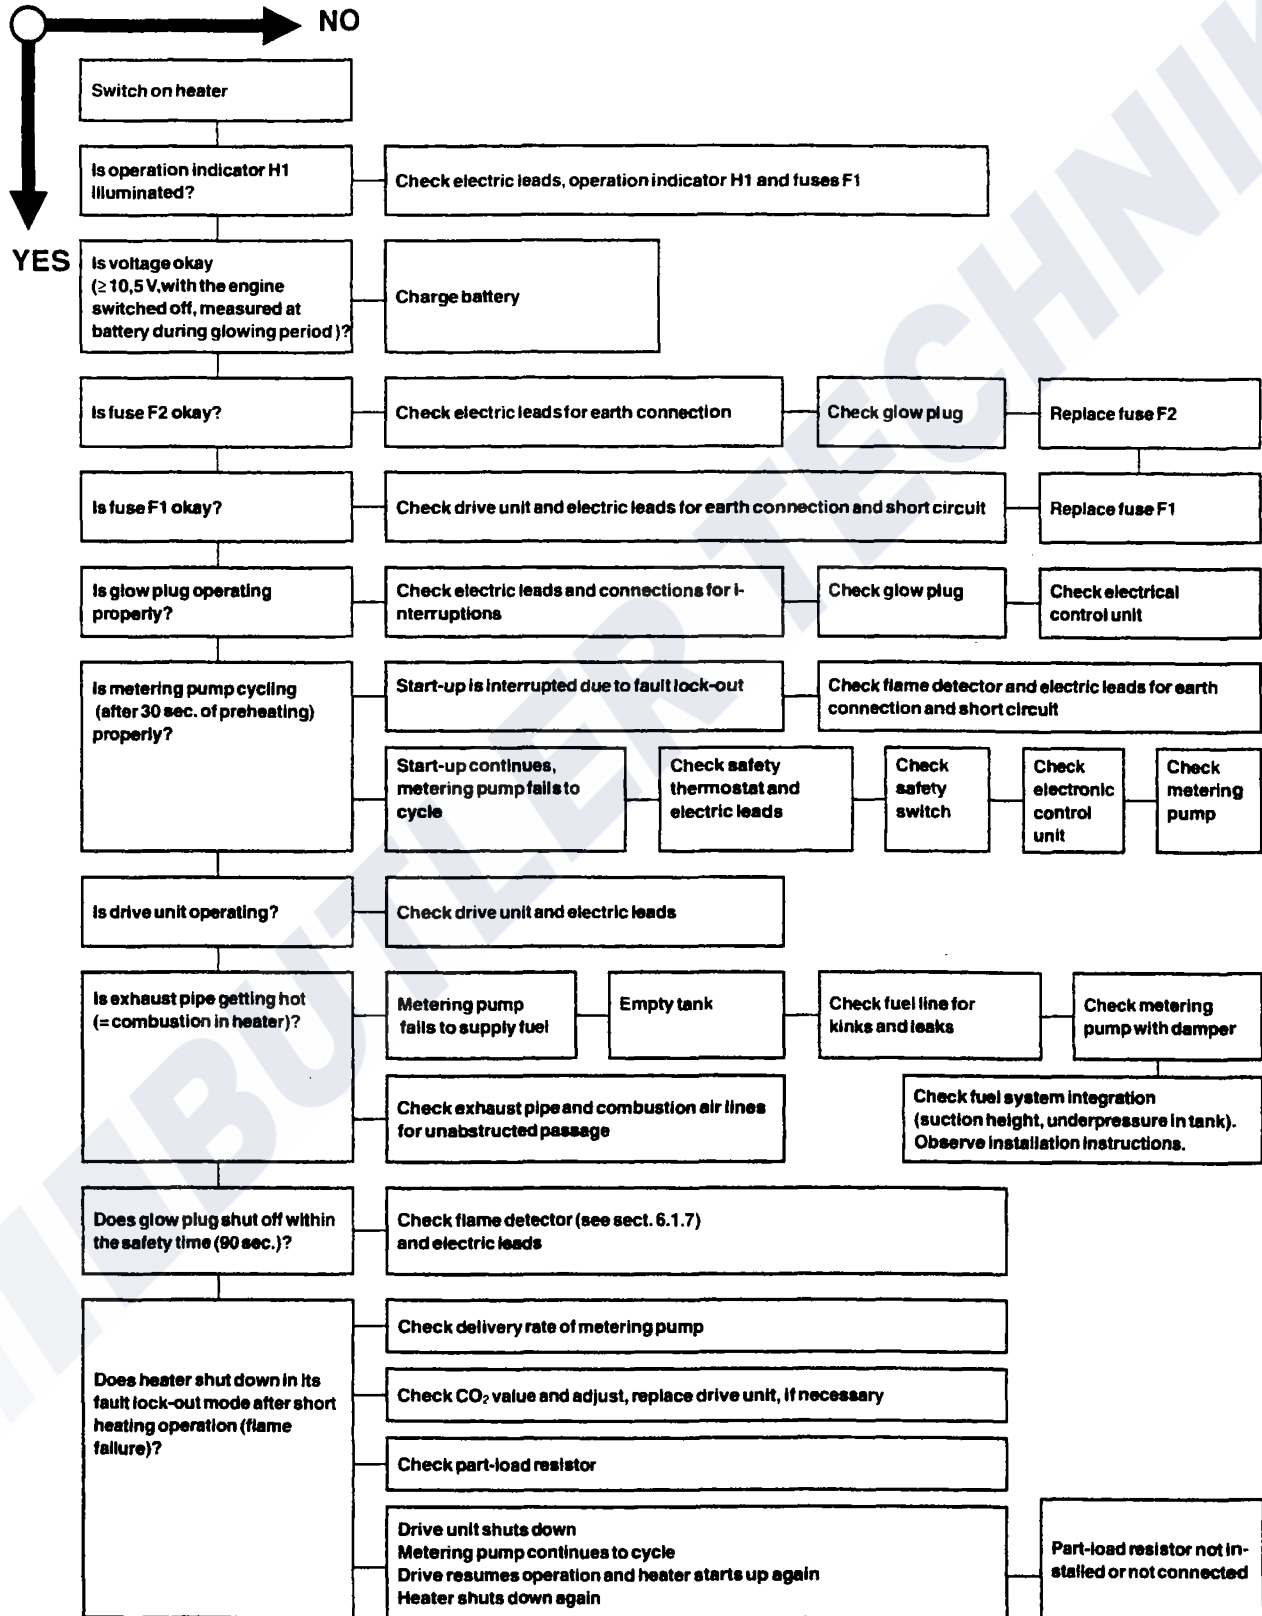 NO
YES
Switch on heater
Is operation indicator H1
illuminated?
Check electric leads, operation indicator H1 and fuses F1
Is voltage okay
(≥10,5 V, with the engine
switched off, measured at
battery during glowing period)?
Charge battery
Is fuse F2 okay?
Check electric leads for earth connection
Check glow plug
Replace fuse F2
Is fuse F1 okay?
Check drive unit and electric leads for earth connection and short circuit
Replace fuse F1
Is glow plug operating
properly?
Check electric leads and connections for i-
nterruptions
Check glow plug
Check electrical
control unit
Is metering pump cycling
(after 30 sec. of preheating)
properly?
Start-up is interrupted due to fault lock-out
Check flame detector and electric leads for earth
connection and short circuit
Start-up continues,
metering pump fails to
cycle
Check safety
thermostat and
electric leads
Check
safety
switch
Check
electronic
control
unit
Check
metering
pump
Is drive unit operating?
Check drive unit and electric leads
Is exhaust pipe getting hot
(= combustion in heater)?
Metering pump
fails to supply fuel
Empty tank
Check fuel line for
kinks and leaks
Check metering
pump with damper
Check exhaust pipe and combustion air lines
for unabstructed passage
Check fuel system integration
(suction height, underpressure in tank).
Observe installation instructions.
Does glow plug shut off within
the safety time (90 sec.)?
Check flame detector (see sect. 6.1.7)
and electric leads
Does heater shut down in its
fault lock-out mode after short
heating operation (flame
failure)?
Check delivery rate of metering pump
Check CO₂ value and adjust, replace drive unit, if necessary
Check part-load resistor
Drive unit shuts down
Metering pump continues to cycle
Drive resumes operation and heater starts up again
Heater shuts down again
Part-load resistor not in-
stalled or not connected
BUTLER TECHNIK